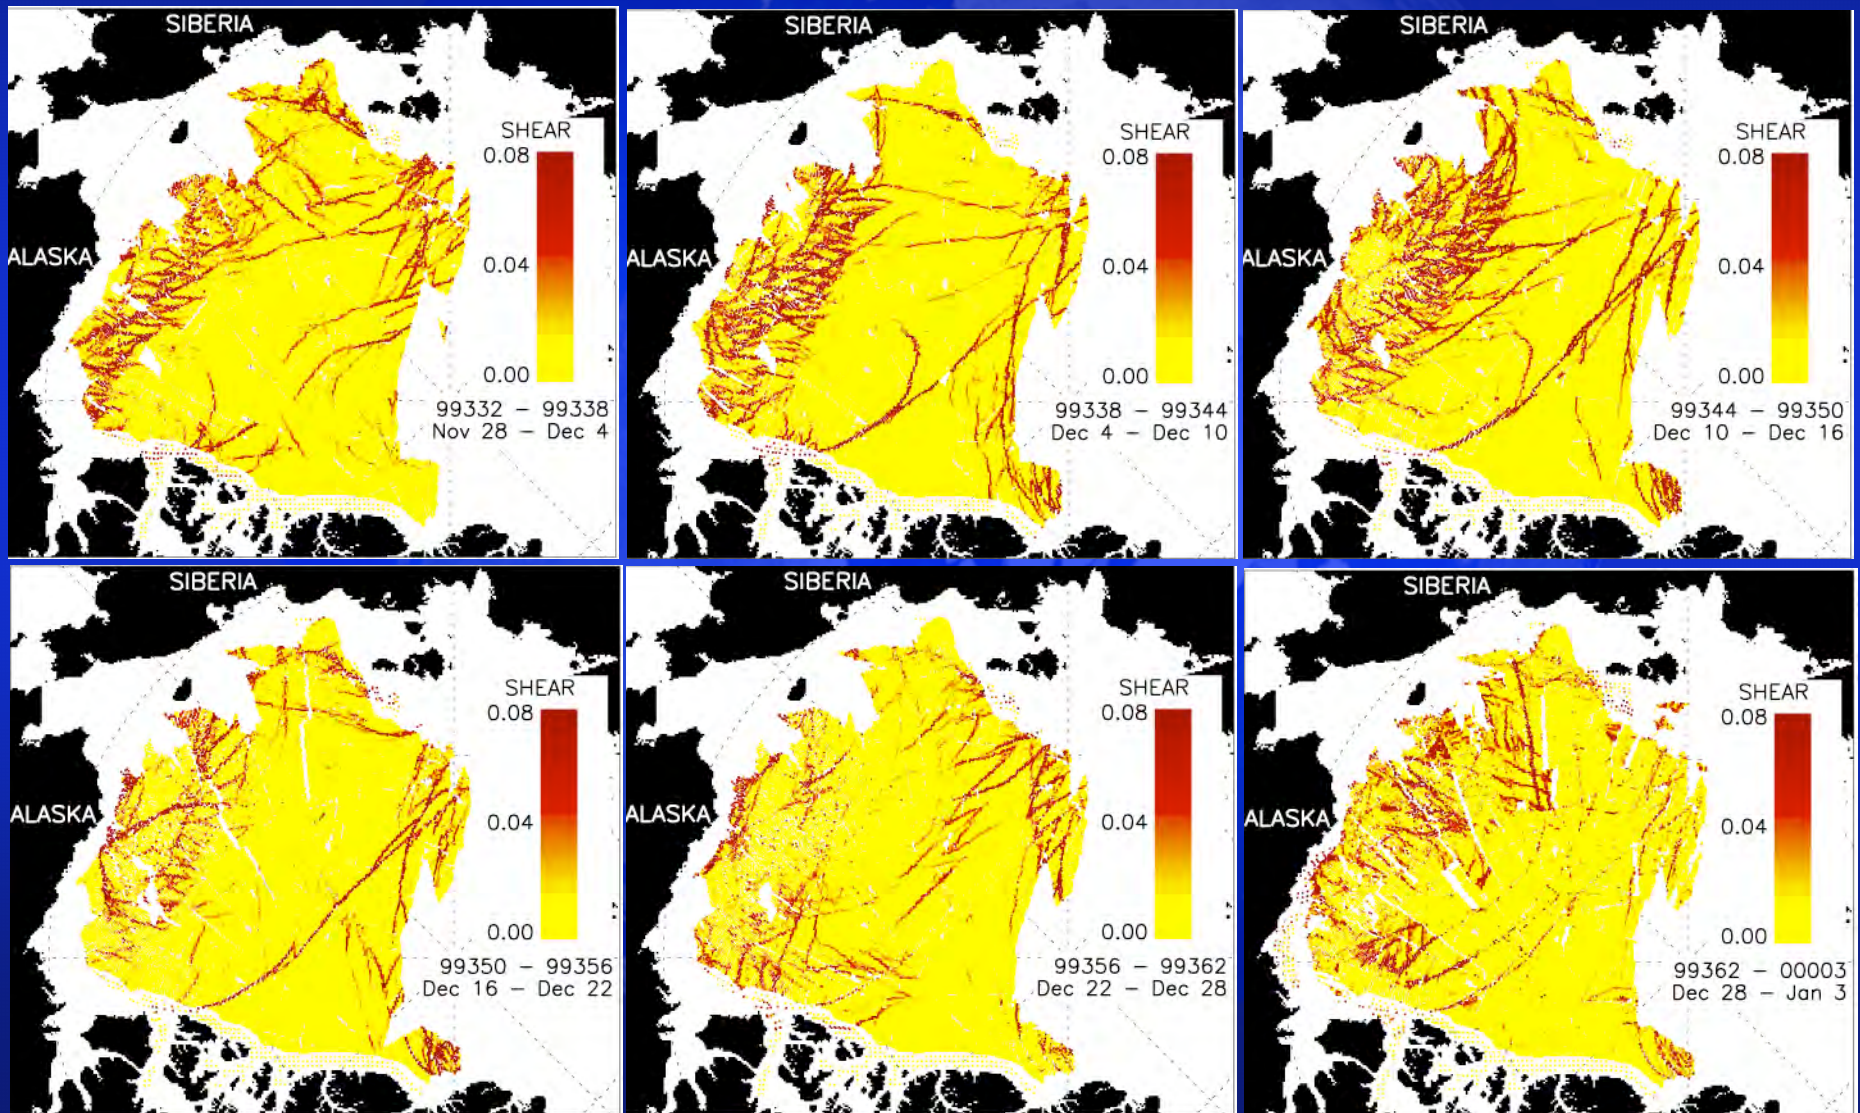 SIBERIA
SHEAR
0.08
ALASKA
0.04
0.00
99332 – 99338
Nov 28 – Dec 4
SIBERIA
SHEAR
0.08
ALASKA
0.04
0.00
99338 – 99344
Dec 4 – Dec 10
SIBERIA
SHEAR
0.08
ALASKA
0.04
0.00
99344 – 99350
Dec 10 – Dec 16
SIBERIA
SHEAR
0.08
ALASKA
0.04
0.00
99350 – 99356
Dec 16 – Dec 22
SIBERIA
SHEAR
0.08
ALASKA
0.04
0.00
99356 – 99362
Dec 22 – Dec 28
SIBERIA
SHEAR
0.08
ALASKA
0.04
0.00
99362 – 00003
Dec 28 – Jan 3